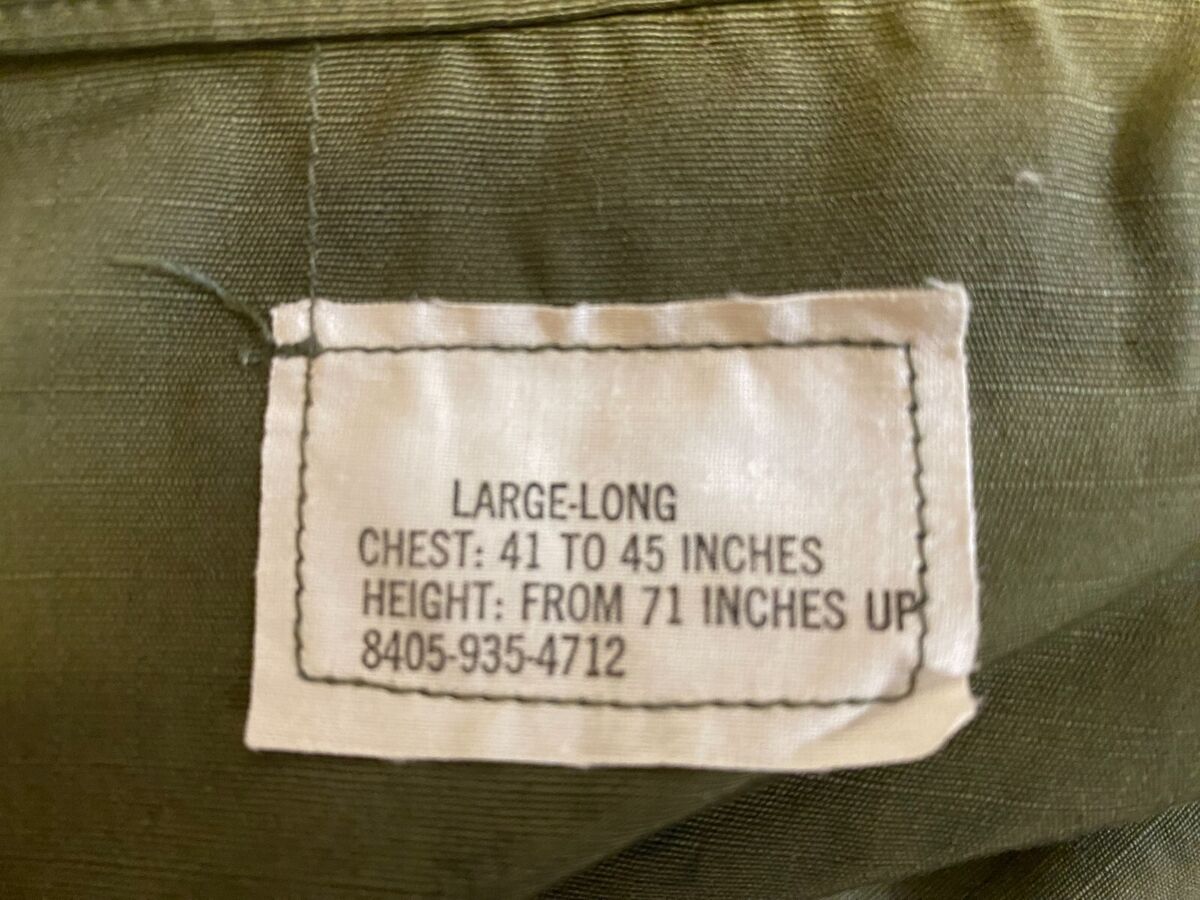 LARGE-LONG
CHEST: 41 TO 45 INCHES
HEIGHT: FROM 71 INCHES UP
8405-935-4712